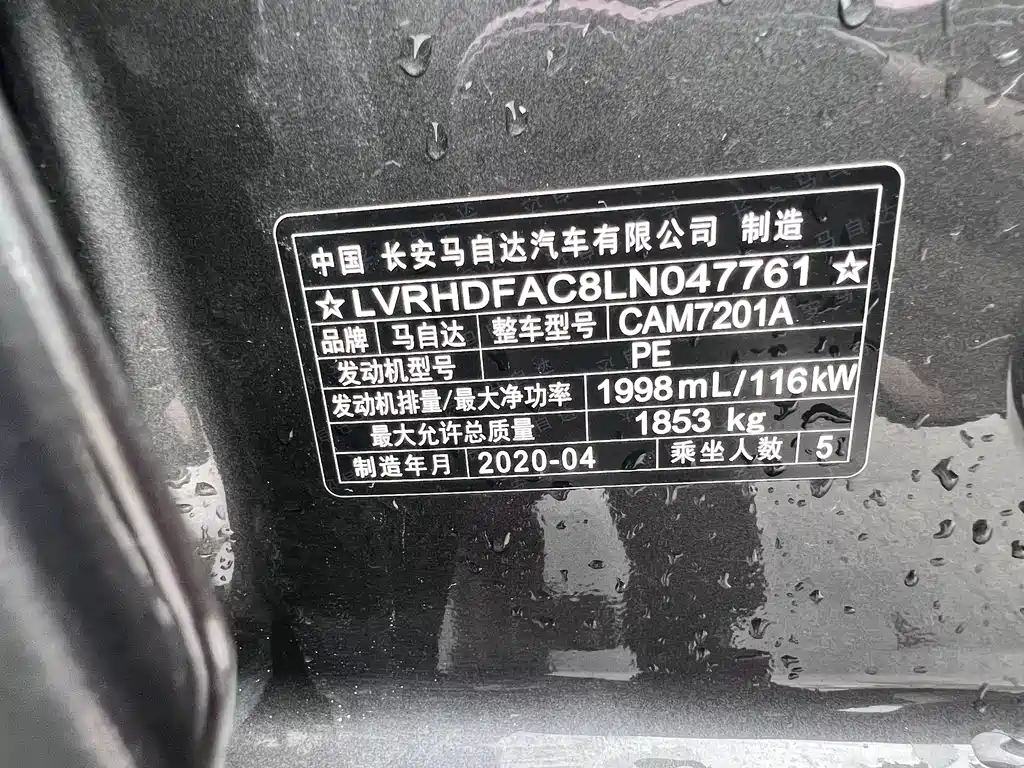 中国 长安马自达汽车有限公司 制造
☆LVRHDFAC8LN047761☆
品牌 马自达 整车型号 CAM7201A
发动机型号 PE
发动机排量/最大净功率 1998mL/116kW
最大允许总质量 1853 kg
制造年月 2020-04 乘坐人数 5